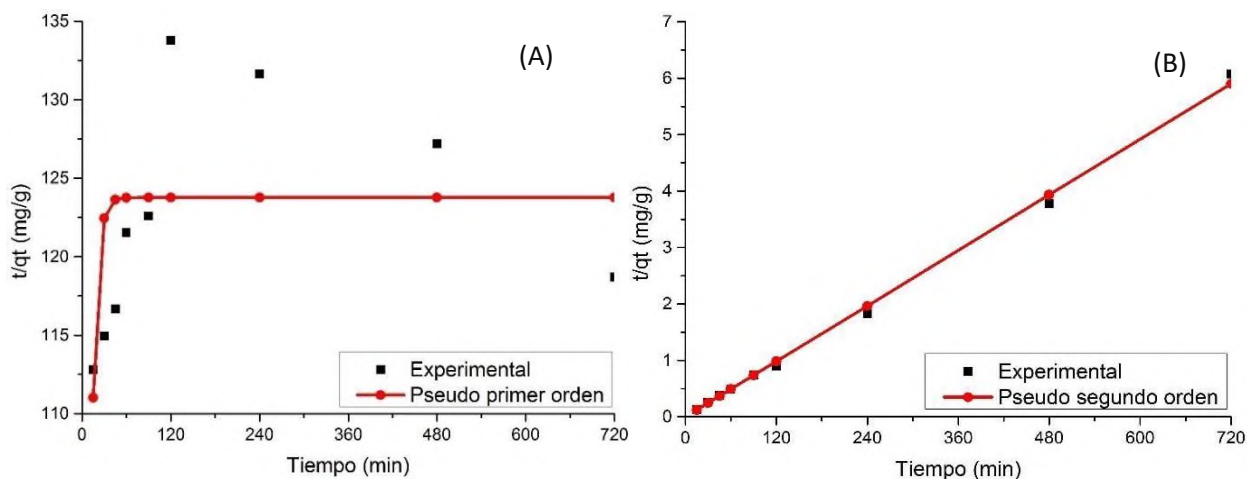 (A)
t/qt (mg/g)
135
130
125
120
115
110
0 120 240 360 480 600 720
Tiempo (min)
Experimental
Pseudo primer orden
(B)
t/qt (mg/g)
7
6
5
4
3
2
1
0
0 120 240 360 480 600 720
Tiempo (min)
Experimental
Pseudo segundo orden